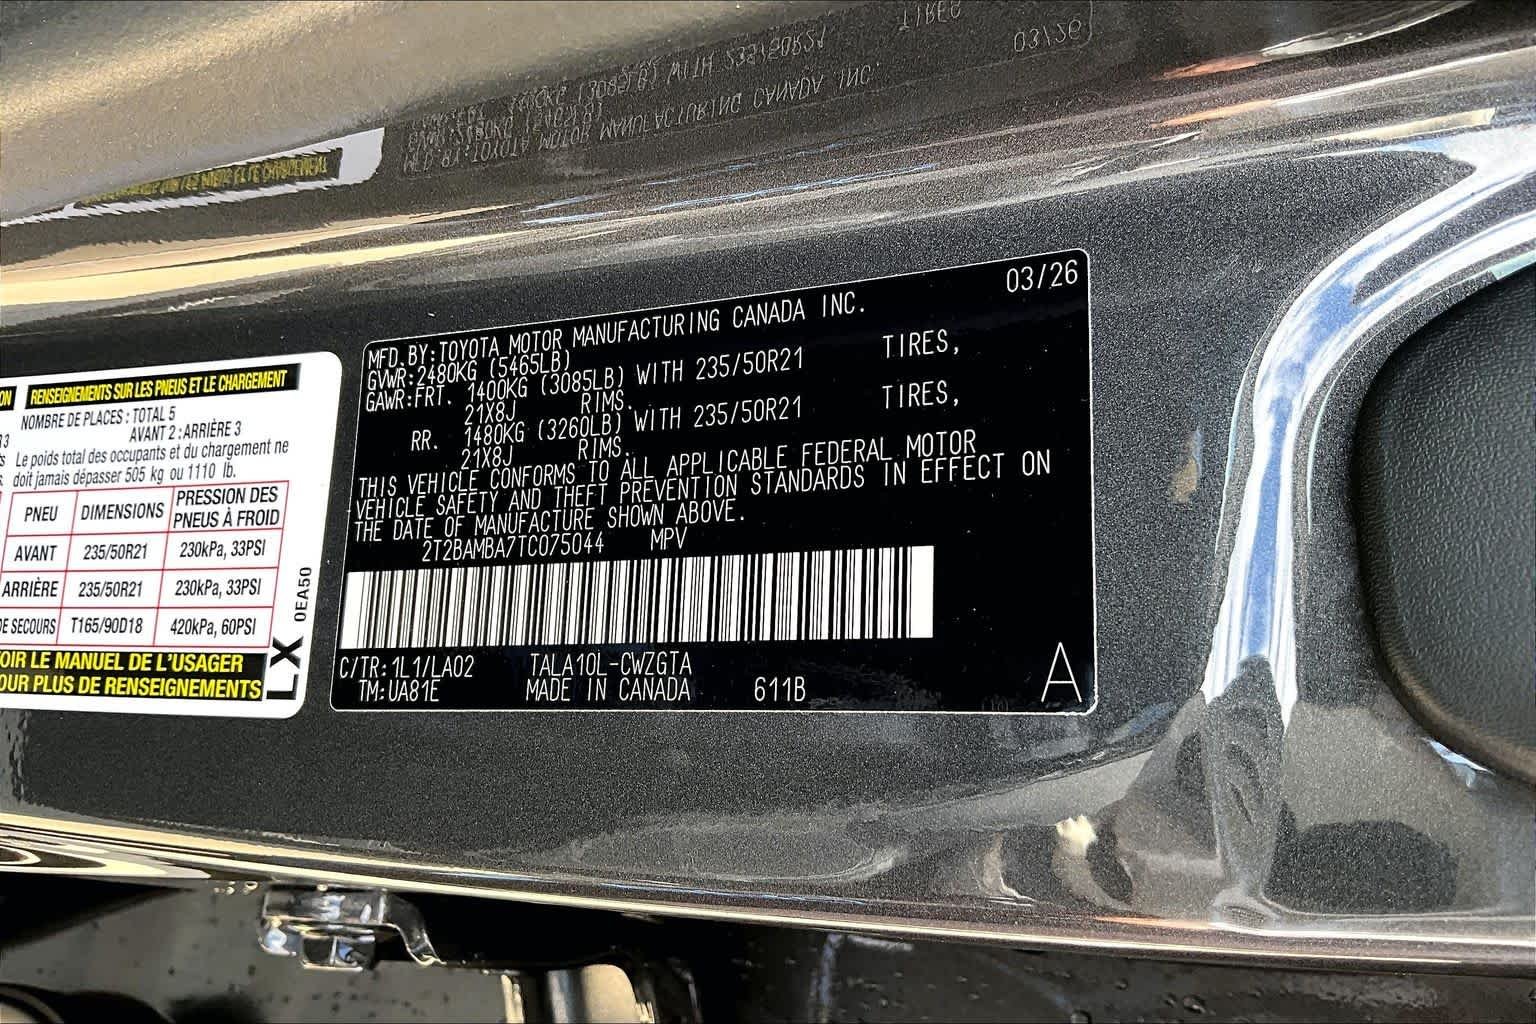 ON RENSEIGNEMENTS SUR LES PNEUS ET LE CHARGEMENT
NOMBRE DE PLACES : TOTAL 5
AVANT 2 : ARRIÈRE 3
Le poids total des occupants et du chargement ne
doit jamais dépasser 505 kg ou 1110 lb.
PNEU DIMENSIONS PRESSION DES PNEUS À FROID
AVANT 235/50R21 230kPa, 33PSI
ARRIÈRE 235/50R21 230kPa, 33PSI
DE SECOURS T165/90D18 420kPa, 60PSI
OIR LE MANUEL DE L'USAGER
OUR PLUS DE RENSEIGNEMENTS
LX 0EA50
03/26
MFD.BY:TOYOTA MOTOR MANUFACTURING CANADA INC.
GVWR:2480KG (5465LB)
GAWR:FRT. 1400KG (3085LB) WITH 235/50R21 TIRES,
21X8J RIMS.
RR. 1480KG (3260LB) WITH 235/50R21 TIRES,
21X8J RIMS.
THIS VEHICLE CONFORMS TO ALL APPLICABLE FEDERAL MOTOR
VEHICLE SAFETY AND THEFT PREVENTION STANDARDS IN EFFECT ON
THE DATE OF MANUFACTURE SHOWN ABOVE.
2T2BAMBA7TC075044 MPV
C/TR:1L1/LA02 TALA10L-CWZGTA
TM:UA81E MADE IN CANADA 611B
A